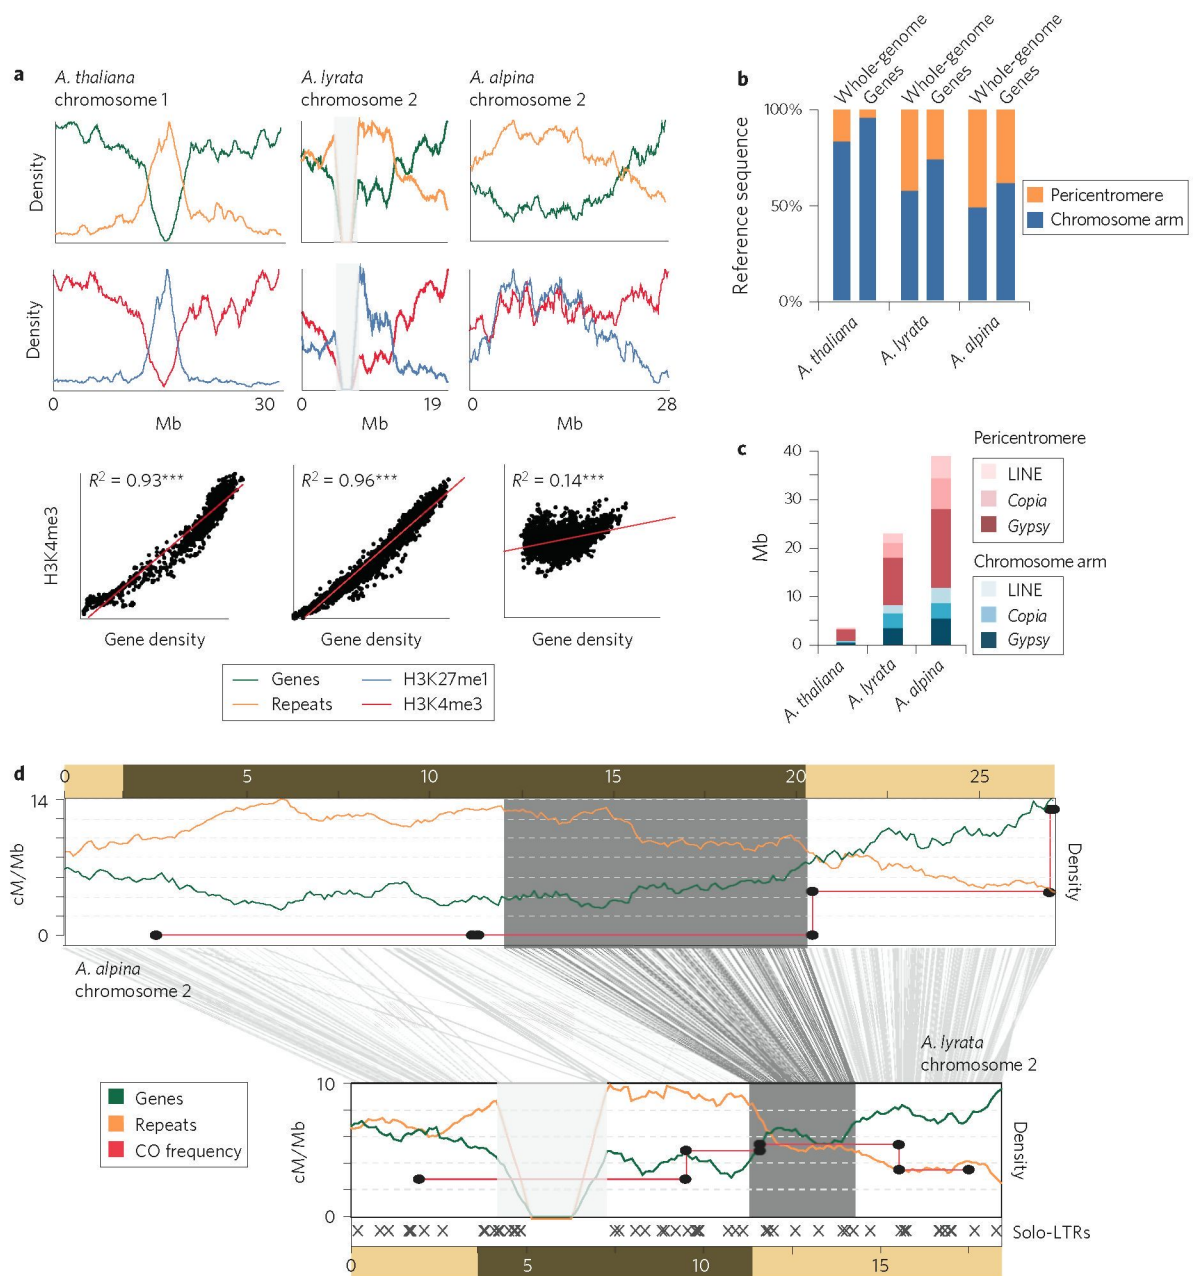 a
A. thaliana
chromosome 1
A. lyrata
chromosome 2
A. alpina
chromosome 2
Density
Density
0 30
Mb
0 19
Mb
0 28
Mb
R² = 0.93***
R² = 0.96***
R² = 0.14***
H3K4me3
Gene density
Gene density
Gene density
Genes
H3K27me1
Repeats
H3K4me3
b
Whole-genome
Genes
Whole-genome
Genes
Whole-genome
Genes
100%
50%
0%
Reference sequence
A. thaliana
A. lyrata
A. alpina
Pericentromere
Chromosome arm
c
40
30
20
10
0
Mb
A. thaliana
A. lyrata
A. alpina
Pericentromere
LINE
Copia
Gypsy
Chromosome arm
LINE
Copia
Gypsy
d
0 5 10 15 20 25
14
0
cM/Mb
Density
A. alpina
chromosome 2
A. lyrata
chromosome 2
Genes
Repeats
CO frequency
10
0
cM/Mb
Density
Solo-LTRs
0 5 10 15